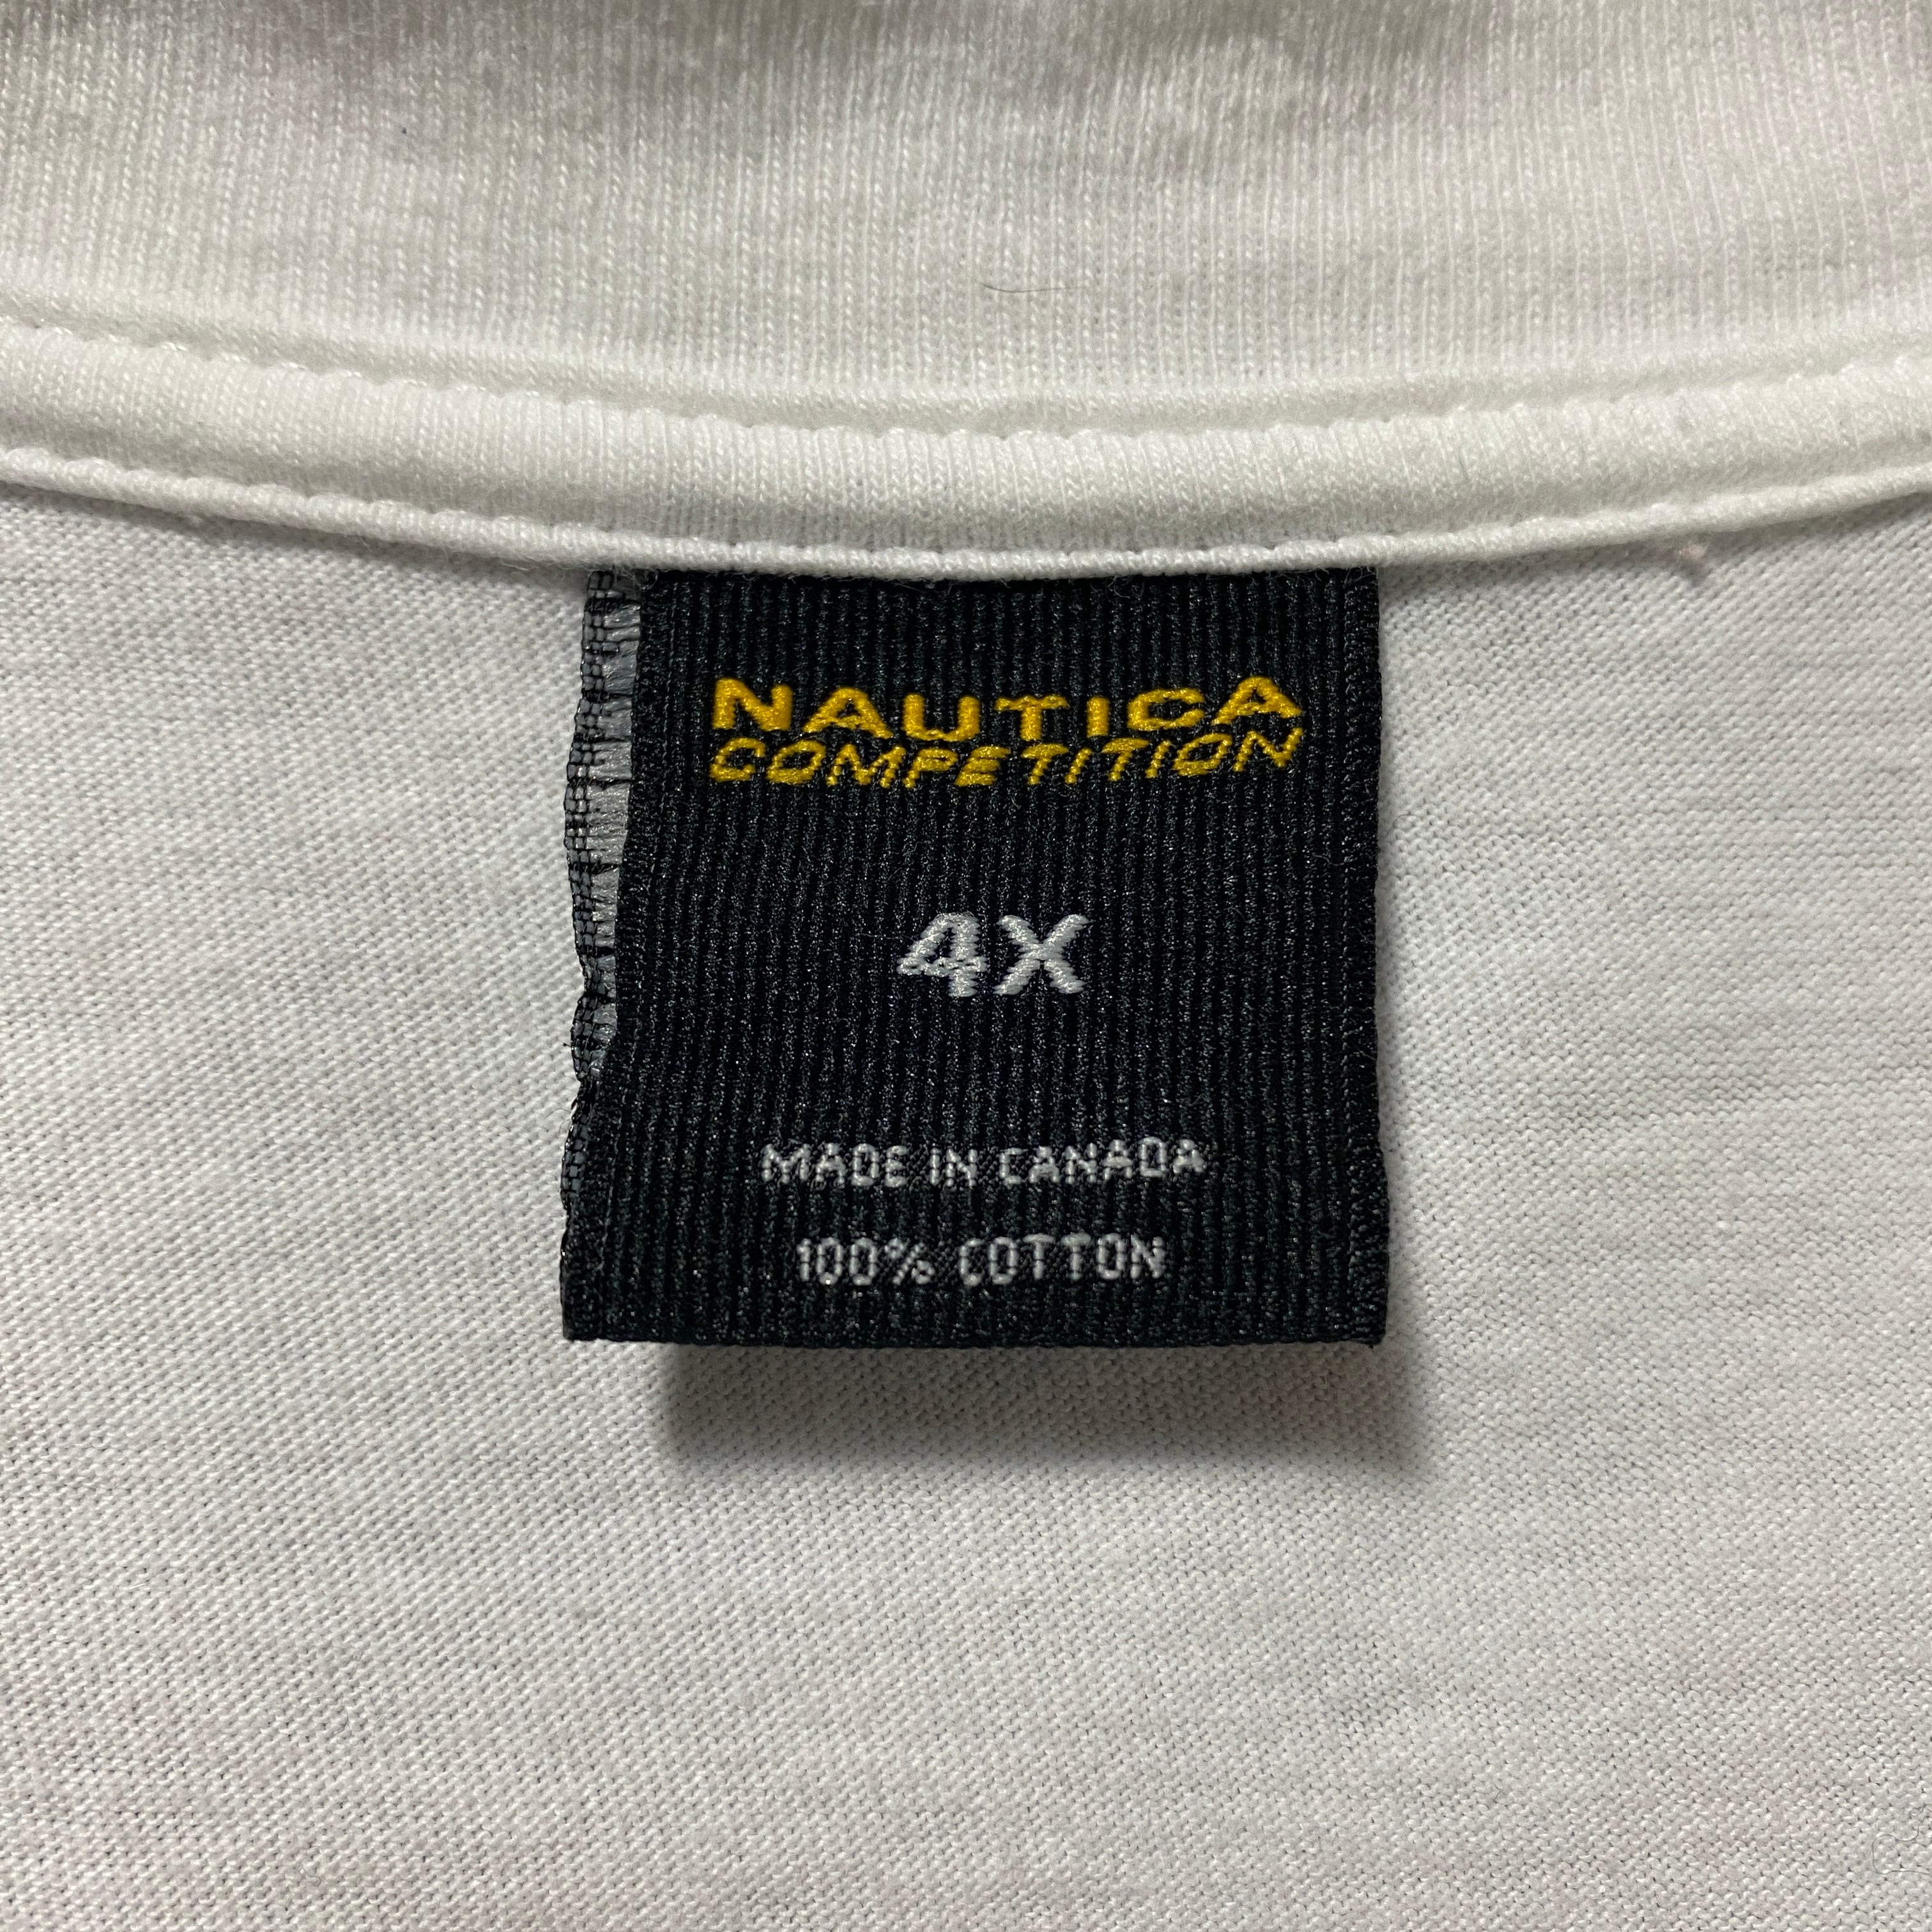 NAUTICA
COMPETITION
4X
MADE IN CANADA
100% COTTON